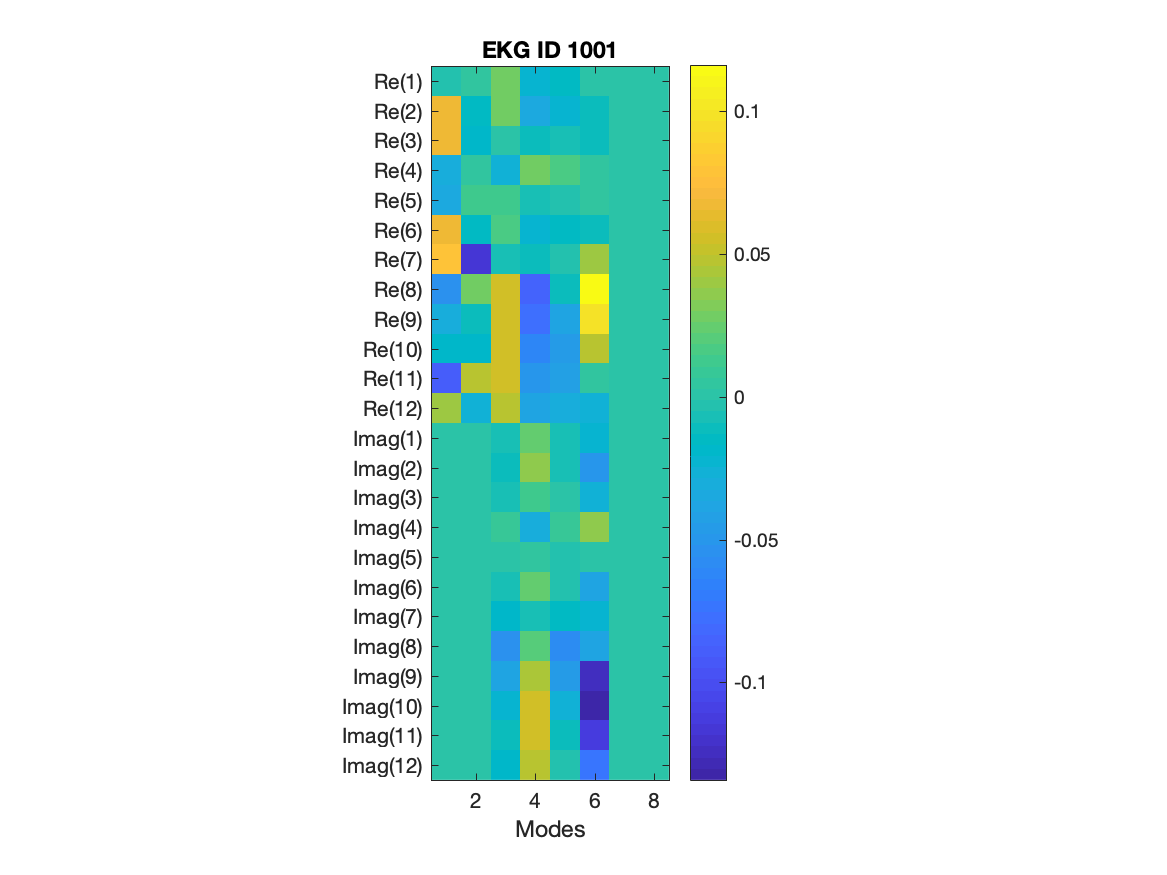 EKG ID 1001
Re(1)
Re(2)
Re(3)
Re(4)
Re(5)
Re(6)
Re(7)
Re(8)
Re(9)
Re(10)
Re(11)
Re(12)
Imag(1)
Imag(2)
Imag(3)
Imag(4)
Imag(5)
Imag(6)
Imag(7)
Imag(8)
Imag(9)
Imag(10)
Imag(11)
Imag(12)
2 4 6 8
Modes
0.1
0.05
0
-0.05
-0.1